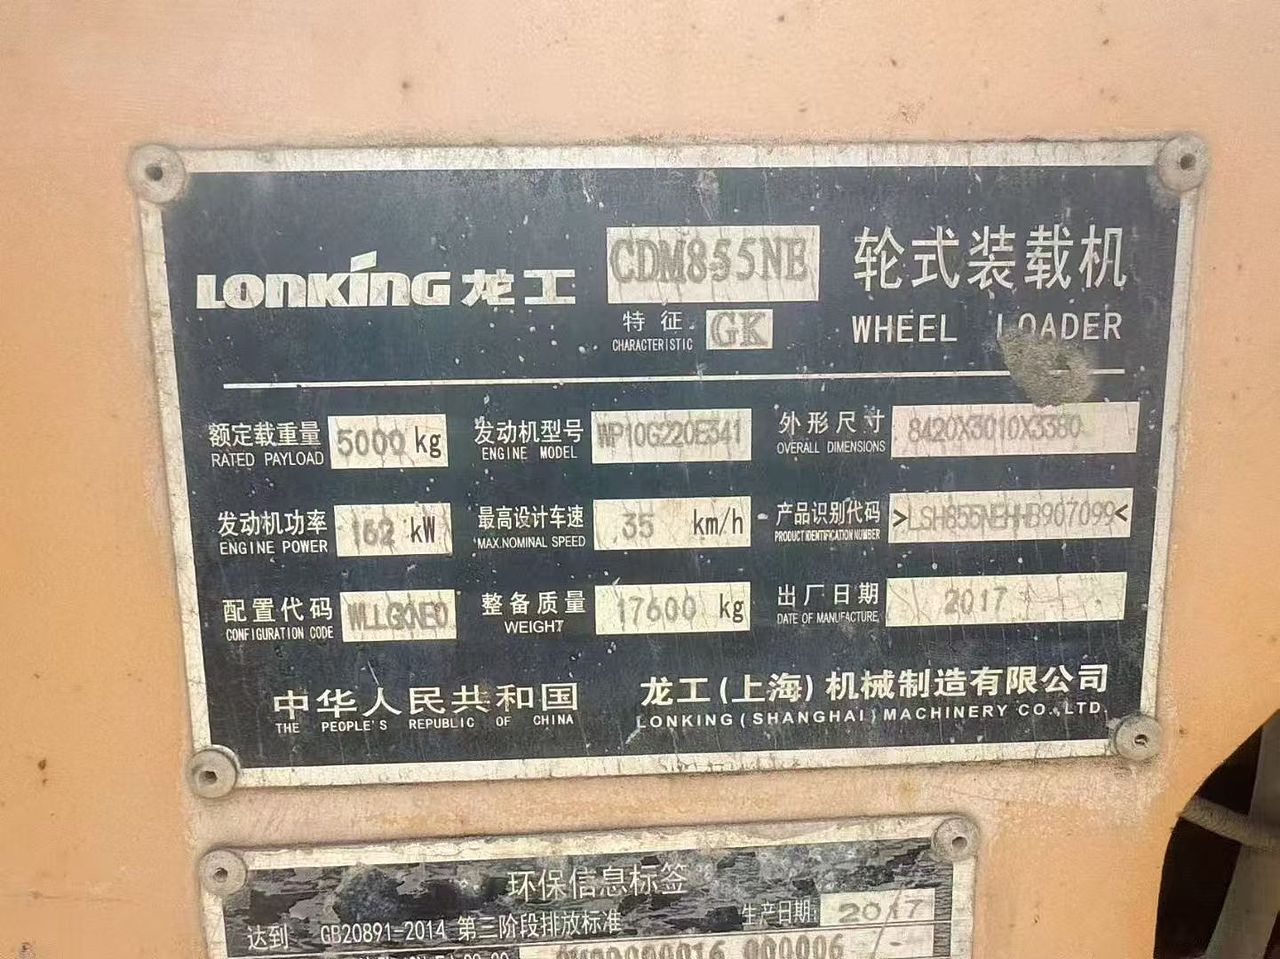 LONKING 龙工 CDM855NE 轮式装载机
特征 GK WHEEL LOADER
CHARACTERISTIC
额定载重量 5000 kg 发动机型号 WP10G220E341 外形尺寸 8420X3010X3380
RATED PAYLOAD ENGINE MODEL OVERALL DIMENSIONS
发动机功率 162 kW 最高设计车速 35 km/h 产品识别代码 >LSH855NEHHB907099<
ENGINE POWER MAX.NOMINAL SPEED PRODUCT IDENTIFICATION NUMBER
配置代码 整备质量 17600 kg 出厂日期 2017
CONFIGURATION CODE WEIGHT DATE OF MANUFACTURE
中华人民共和国 龙工(上海)机械制造有限公司
THE PEOPLE'S REPUBLIC OF CHINA LONKING(SHANGHAI)MACHINERY CO.,LTD.
环保信息标签
达到 GB20891-2014 第三阶段排放标准 生产日期: 2017